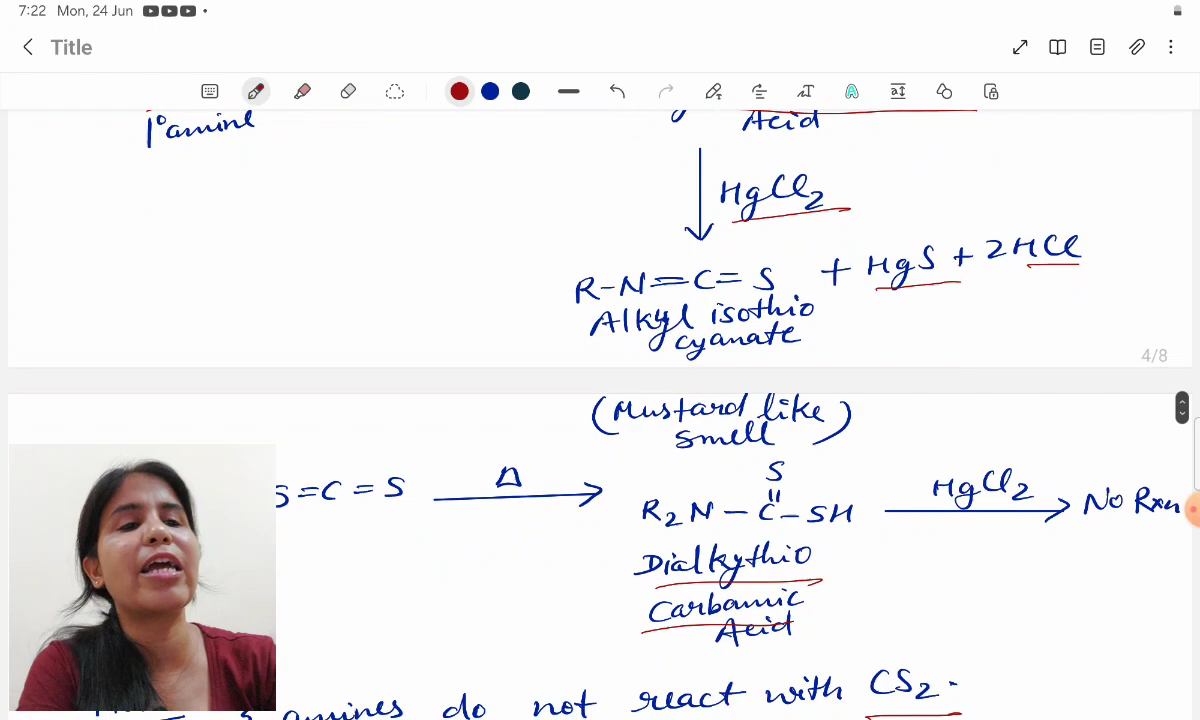 7:22 Mon, 24 Jun
Title
1° amine
Acid
HgCl2
R-N=C=S + HgS + 2HCl
Alkyl isothio
cyanate
4/8
(Mustard like
smell)
S
S=C=S Δ R2N-C-SH HgCl2 No Rxn
Dialkythio
Carbamic
Acid
amines do not react with CS2.